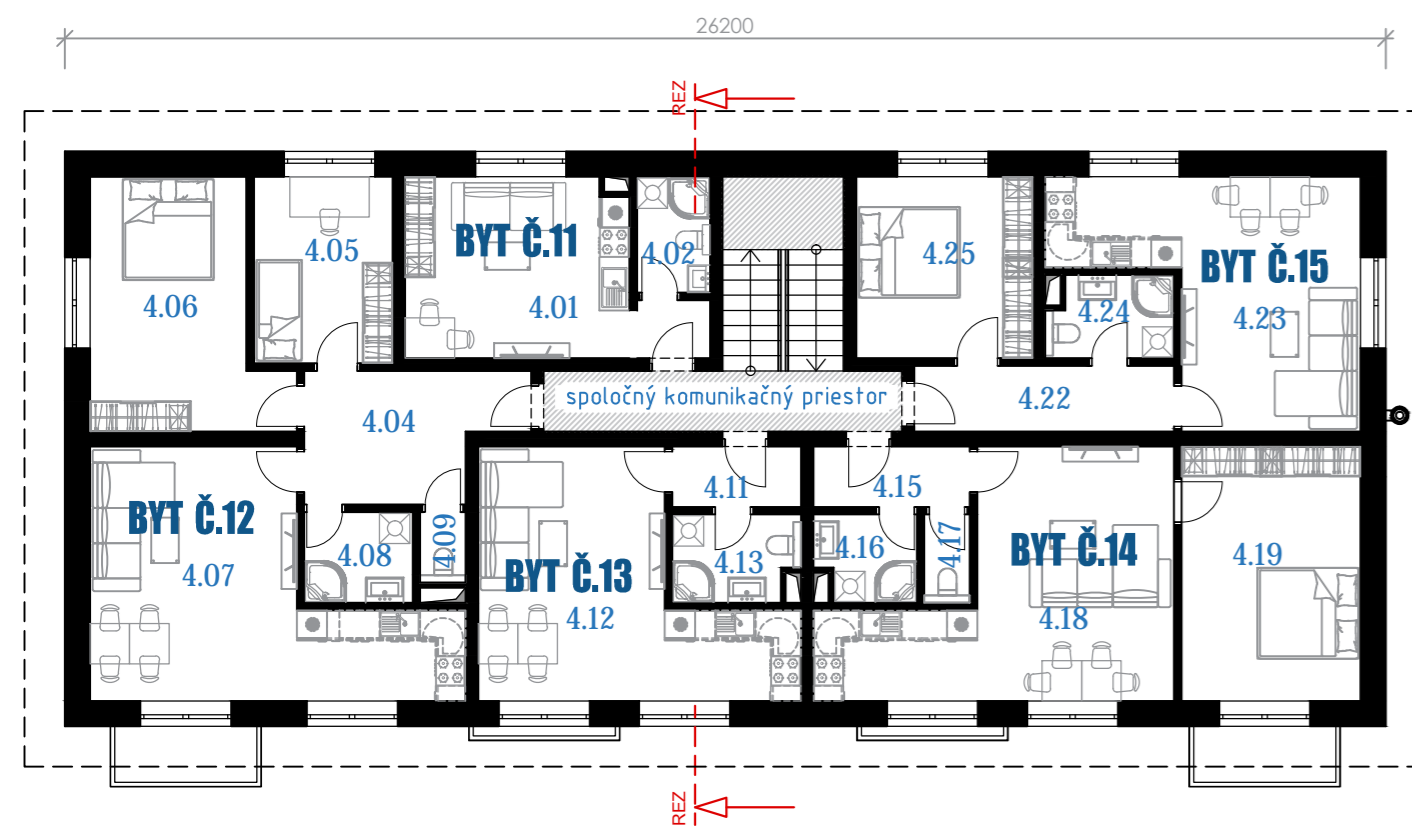 26200
REZ
BYT Č.11
4.02
4.05
4.25
BYT Č.15
4.06
4.01
4.24
4.23
spoločný komunikačný priestor
4.22
4.04
4.11
4.15
BYT Č.12
4.09
4.17
BYT Č.14
4.08
4.13
4.16
4.19
4.07
BYT Č.13
4.12
4.18
REZ